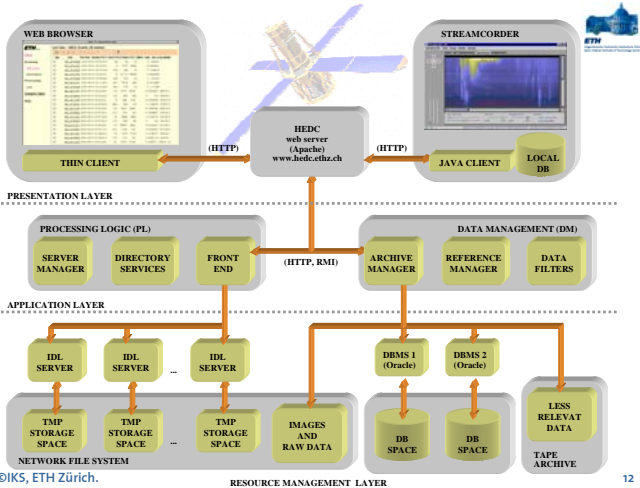 WEB BROWSER
STREAMCORDER
ETH
HEDC
web server
(Apache)
www.hedc.ethz.ch
(HTTP)
(HTTP)
THIN CLIENT
JAVA CLIENT
LOCAL
DB
PRESENTATION LAYER
PROCESSING LOGIC (PL)
DATA MANAGEMENT (DM)
SERVER
MANAGER
DIRECTORY
SERVICES
FRONT
END
(HTTP, RMI)
ARCHIVE
MANAGER
REFERENCE
MANAGER
DATA
FILTERS
APPLICATION LAYER
IDL
SERVER
IDL
SERVER
...
IDL
SERVER
DBMS 1
(Oracle)
DBMS 2
(Oracle)
TMP
STORAGE
SPACE
TMP
STORAGE
SPACE
...
TMP
STORAGE
SPACE
IMAGES
AND
RAW DATA
DB
SPACE
DB
SPACE
LESS
RELEVAT
DATA
NETWORK FILE SYSTEM
TAPE
ARCHIVE
©IKS, ETH Zürich.
RESOURCE MANAGEMENT LAYER
12